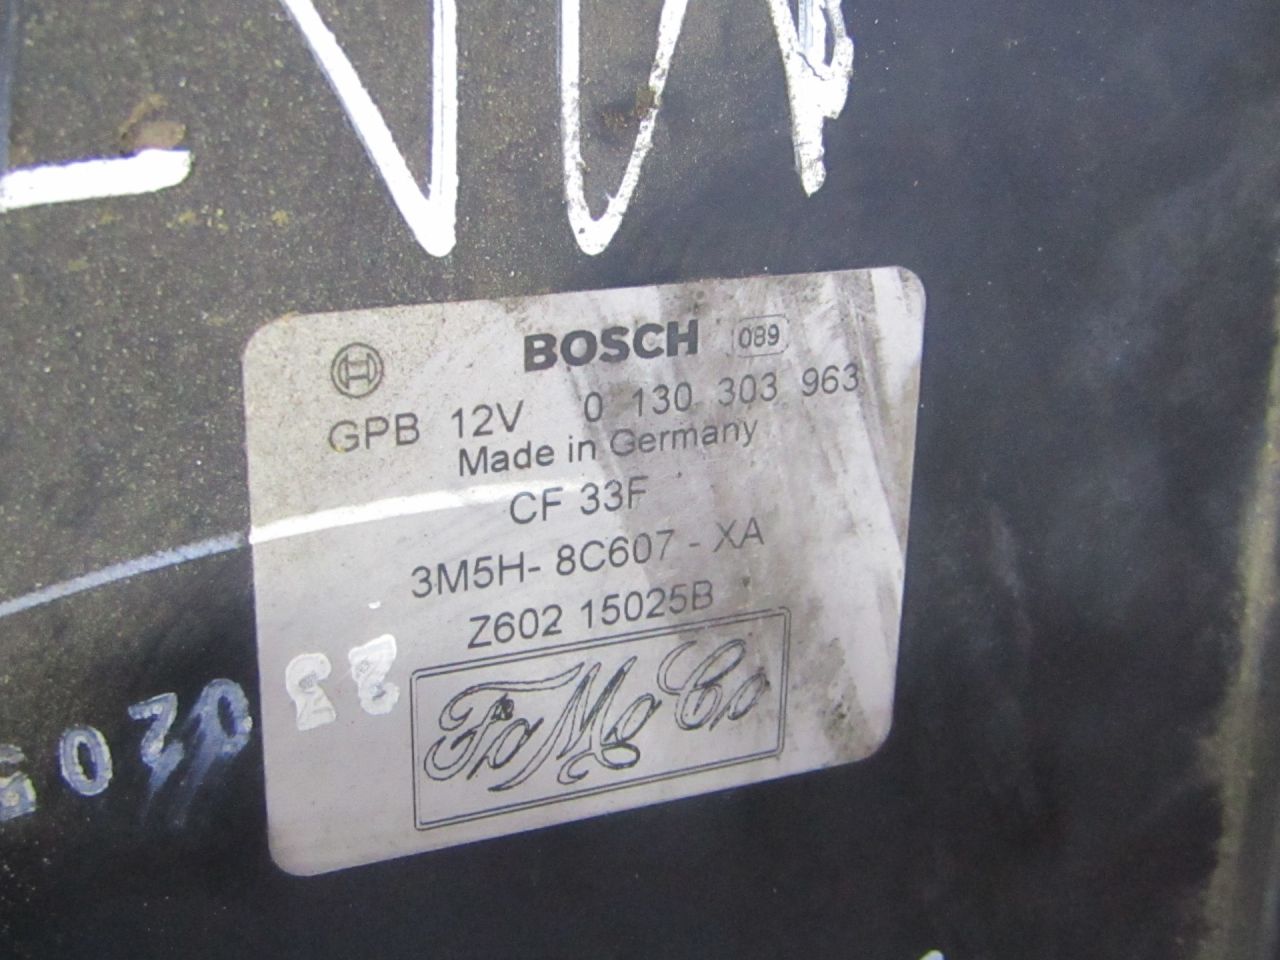 BOSCH 089
GPB 12V 0 130 303 963
Made in Germany
CF 33F
3M5H- 8C607 - XA
Z602 15025B
FoMoCo